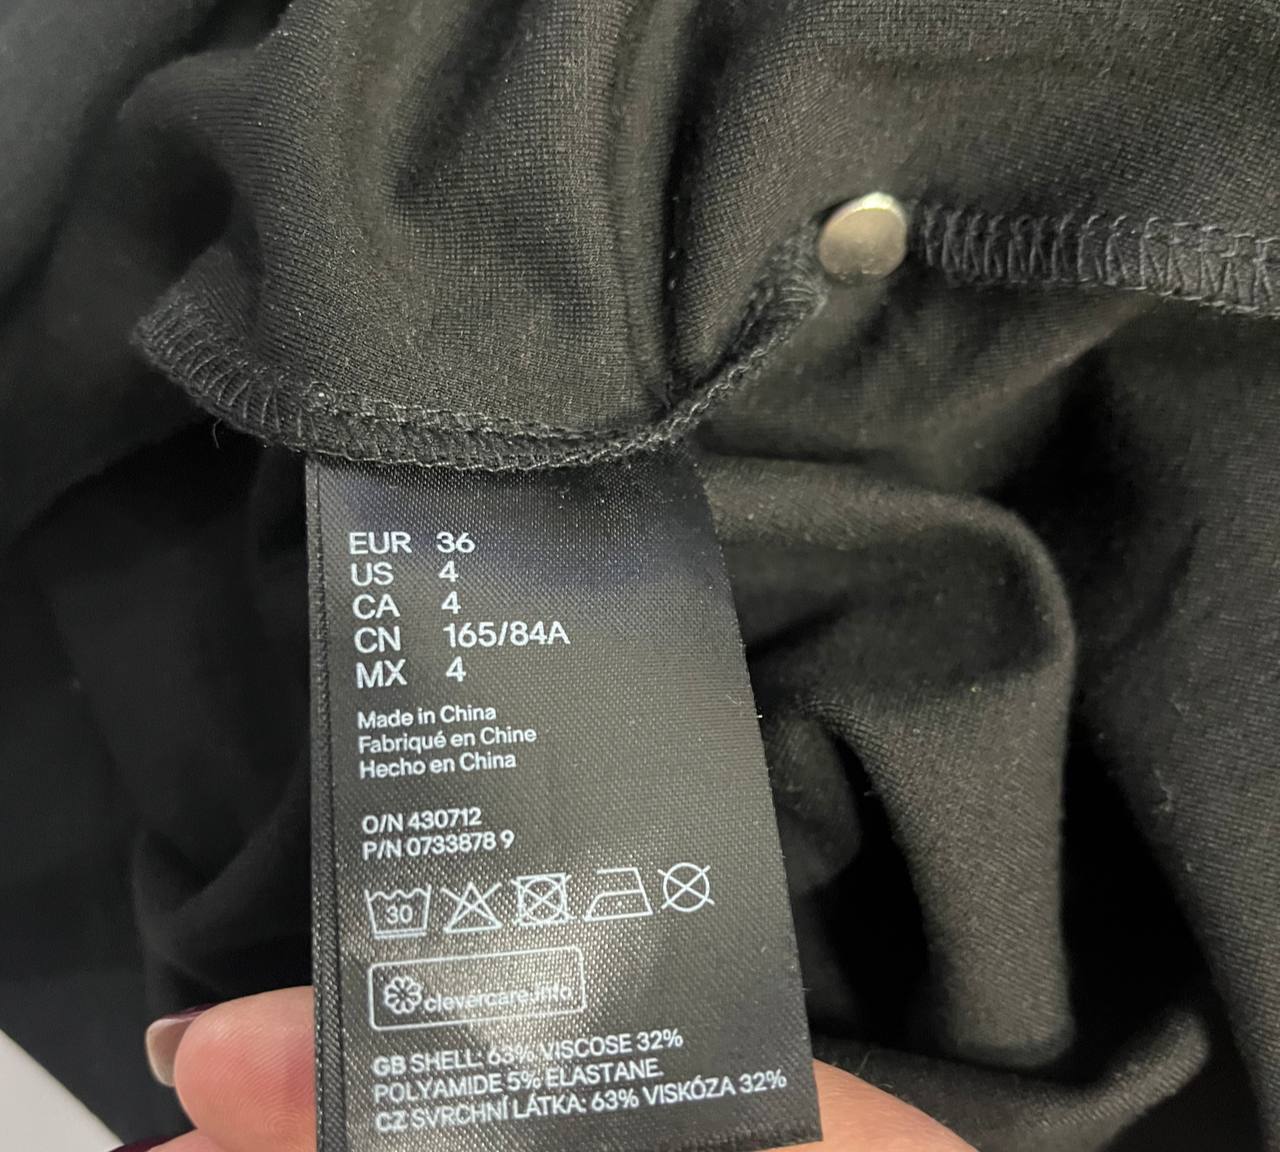 EUR 36
US 4
CA 4
CN 165/84A
MX 4
Made in China
Fabriqué en Chine
Hecho en China
O/N 430712
P/N 0733878 9
30
clevercare.info
GB SHELL: 63% VISCOSE 32%
POLYAMIDE 5% ELASTANE.
CZ SVRCHNÍ LÁTKA: 63% VISKÓZA 32%